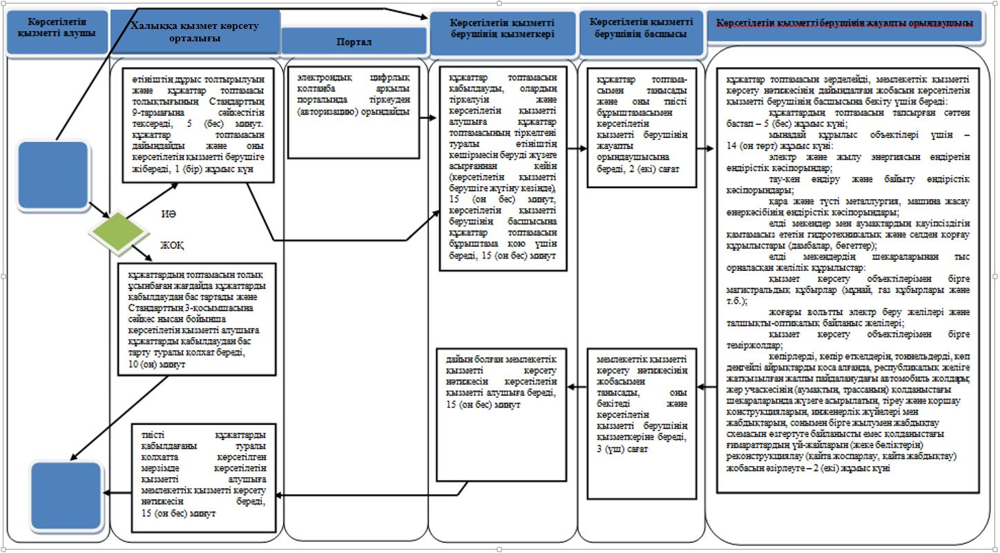 Көрсетілетін
қызметті алушы
Халыққа қызмет көрсету
орталығы
Портал
Көрсетілетін қызметті
берушінің қызметкері
Көрсетілетін қызметті
берушінің басшысы
Көрсетілетін қызметті берушінің жауапты орындаушысы
өтініштің дұрыс толтырылуын
және құжаттар топтамасы
толықтығының Стандарттың
9-тармағына сәйкестігін
тексереді, 5 (бес) минут.
құжаттар топтамасын
дайындайды және оны
көрсетілетін қызметті берушіге
жібереді, 1 (бір) жұмыс күн
ИӘ
ЖОҚ
құжаттардың топтамасын толық
ұсынбаған жағдайда құжаттарды
қабылдаудан бас тартады және
Стандарттың 3-қосымшасына
сәйкес нысан бойынша
көрсетілетін қызметті алушыға
құжаттарды қабылдаудан бас
тарту туралы қолхат береді,
10 (он) минут
тиісті құжаттарды
қабылдағаны туралы
қолхатта көрсетілген
мерзімде көрсетілетін
қызметті алушыға
мемлекеттік қызметті көрсету
нәтижесін береді,
15 (он бес) минут
электрондық цифрлық
қолтаңба арқылы
порталында тіркеуден
(авторизацию) орындайды
құжаттар топтамасын
қабылдауды, олардың
тіркелуін және
көрсетілетін қызметті
алушыға құжаттар
топтамасының тіркелгені
туралы өтініштің
көшірмесін беруді жүзеге
асырғаннан кейін
(көрсетілетін қызметті
берушіге жүгіну кезінде),
15 (он бес) минут,
көрсетілетін қызметті
берушінің басшысына
құжаттар топтамасын
бұрыштама қою үшін
береді, 15 (он бес) минут
дайын болған мемлекеттік
қызметті көрсету
нәтижесін көрсетілетін
қызметті алушыға береді,
15 (он бес) минут
құжаттар топтама-
сымен танысады
және оны тиісті
бұрыштамасымен
көрсетілетін
қызметті берушінің
жауапты
орындаушысына
береді, 2 (екі) сағат
мемлекеттік қызметті
көрсету нәтижесінің
жобасымен
танысады, оны
бекітеді және
көрсетілетін
қызметті берушінің
қызметкеріне береді,
3 (үш) сағат
құжаттар топтамасын зерделейді, мемлекеттік қызметті
көрсету нәтижесінің дайындалған жобасын көрсетілетін
қызметті берушінің басшысына бекіту үшін береді:
құжаттардың топтамасын тапсырған сәттен
бастап – 5 (бес) жұмыс күні;
мынадай құрылыс объектілері үшін –
14 (он төрт) жұмыс күні:
электр және жылу энергиясын өндіретін
өндірістік кәсіпорындар;
тау-кен өндіру және байыту өндірістік
кәсіпорындары;
қара және түсті металлургия, машина жасау
өнеркәсібінің өндірістік кәсіпорындары;
елді мекендер мен аумақтардың қауіпсіздігін
қамтамасыз ететін гидротехникалық және селден қорғау
құрылыстары (дамбалар, бөгеттер);
елді мекендердің шекараларынан тыс
орналасқан желілік құрылыстар:
қызмет көрсету объектілерімен бірге
магистральдық құбырлар (мұнай, газ құбырлары және
т.б.);
жоғары вольтты электр беру желілері және
талшықты-оптикалық байланыс желілері;
қызмет көрсету объектілерімен бірге
теміржолдар;
көпірлерді, көпір өткелдерін, тоннельдерді, көп
деңгейлі айрықтарды қоса алғанда, республикалық желіге
жатқызылған жалпы пайдаланудағы автомобиль жолдары;
жер учаскесінің (аумақтың, трассаның) қолданыстағы
шекараларында жүзеге асырылатын, тіреу және қоршау
конструкцияларын, инженерлік жүйелері мен
жабдықтарын, сонымен бірге жылумен жабдықтау
схемасын өзгертуге байланысты емес қолданыстағы
ғимараттардың үй-жайларын (жеке бөліктерін)
реконструкциялау (қайта жоспарлау, қайта жабдықтау)
жобасын әзірлеуге – 2 (екі) жұмыс күні